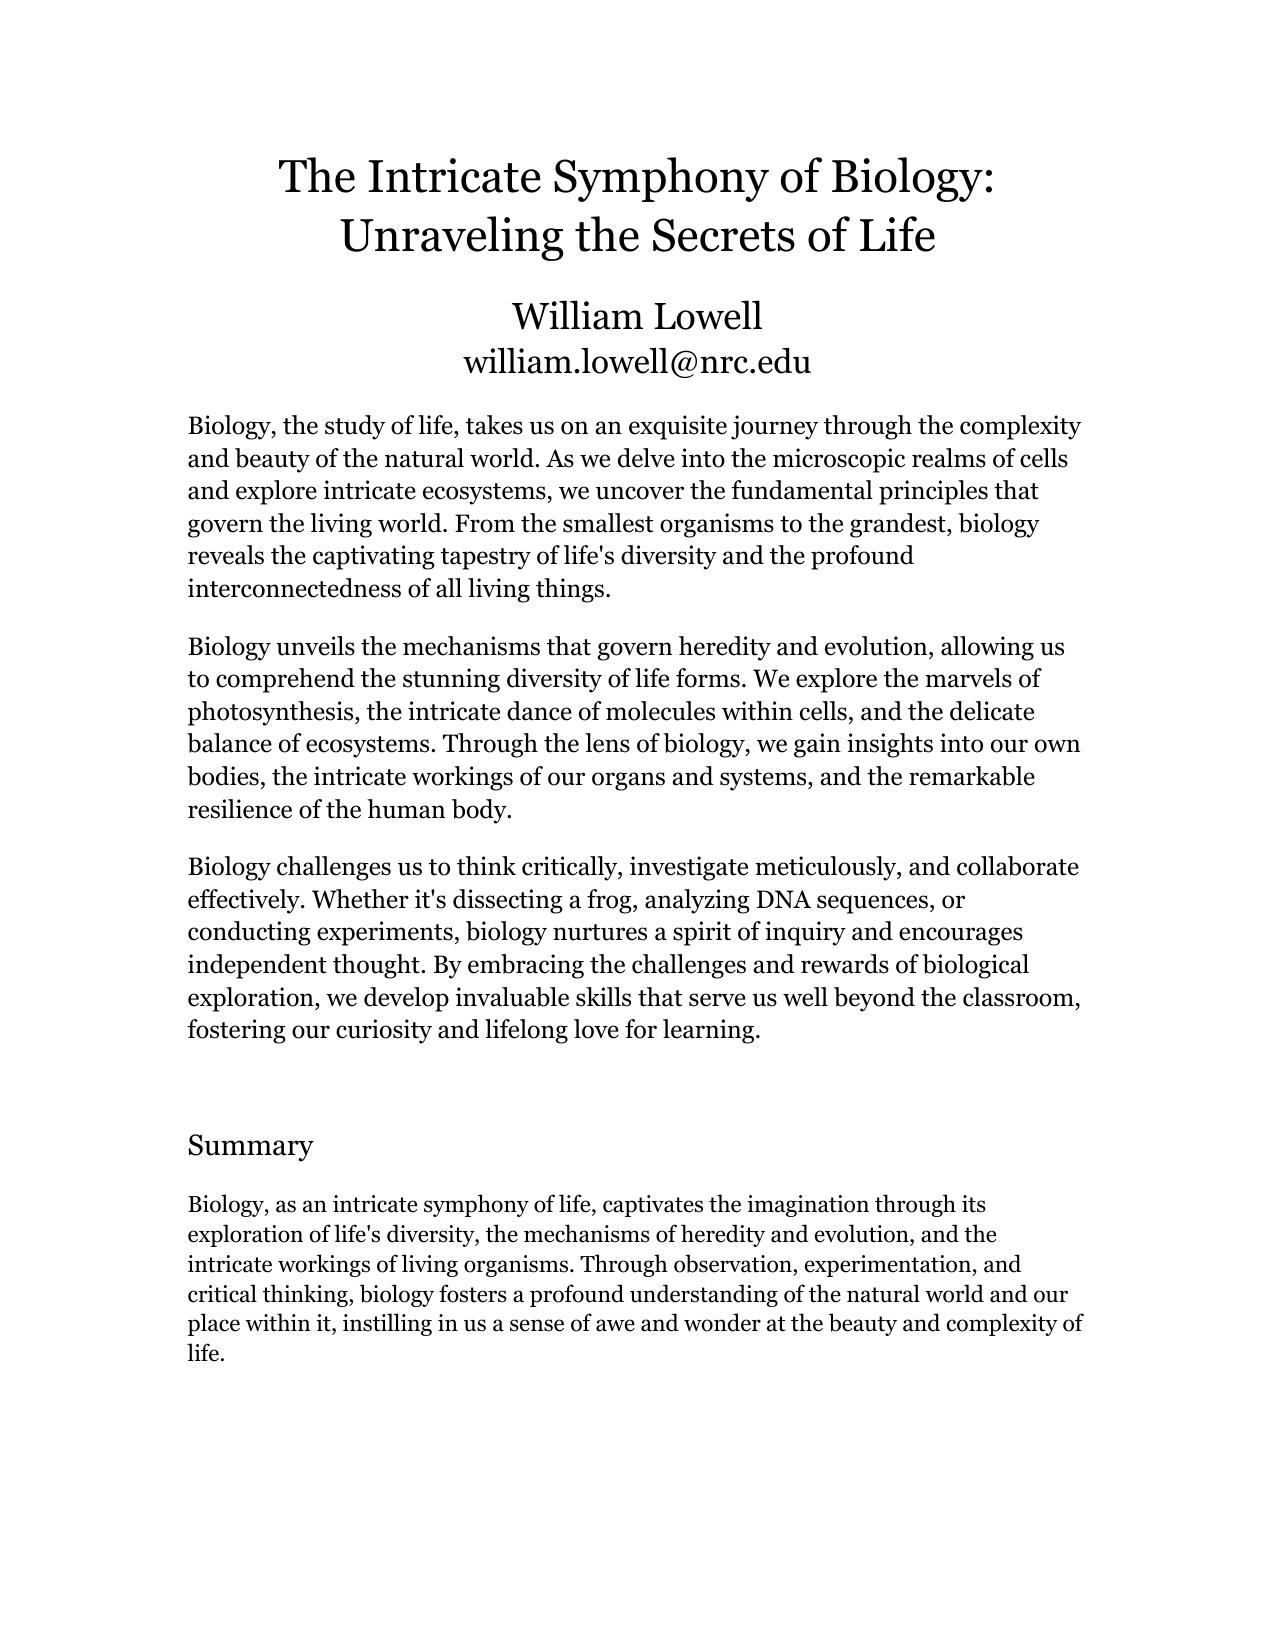 The Intricate Symphony of Biology:
Unraveling the Secrets of Life
William Lowell
william.lowell@nrc.edu
Biology, the study of life, takes us on an exquisite journey through the complexity
and beauty of the natural world. As we delve into the microscopic realms of cells
and explore intricate ecosystems, we uncover the fundamental principles that
govern the living world. From the smallest organisms to the grandest, biology
reveals the captivating tapestry of life's diversity and the profound
interconnectedness of all living things.
Biology unveils the mechanisms that govern heredity and evolution, allowing us
to comprehend the stunning diversity of life forms. We explore the marvels of
photosynthesis, the intricate dance of molecules within cells, and the delicate
balance of ecosystems. Through the lens of biology, we gain insights into our own
bodies, the intricate workings of our organs and systems, and the remarkable
resilience of the human body.
Biology challenges us to think critically, investigate meticulously, and collaborate
effectively. Whether it's dissecting a frog, analyzing DNA sequences, or
conducting experiments, biology nurtures a spirit of inquiry and encourages
independent thought. By embracing the challenges and rewards of biological
exploration, we develop invaluable skills that serve us well beyond the classroom,
fostering our curiosity and lifelong love for learning.
Summary
Biology, as an intricate symphony of life, captivates the imagination through its
exploration of life's diversity, the mechanisms of heredity and evolution, and the
intricate workings of living organisms. Through observation, experimentation, and
critical thinking, biology fosters a profound understanding of the natural world and our
place within it, instilling in us a sense of awe and wonder at the beauty and complexity of
life.